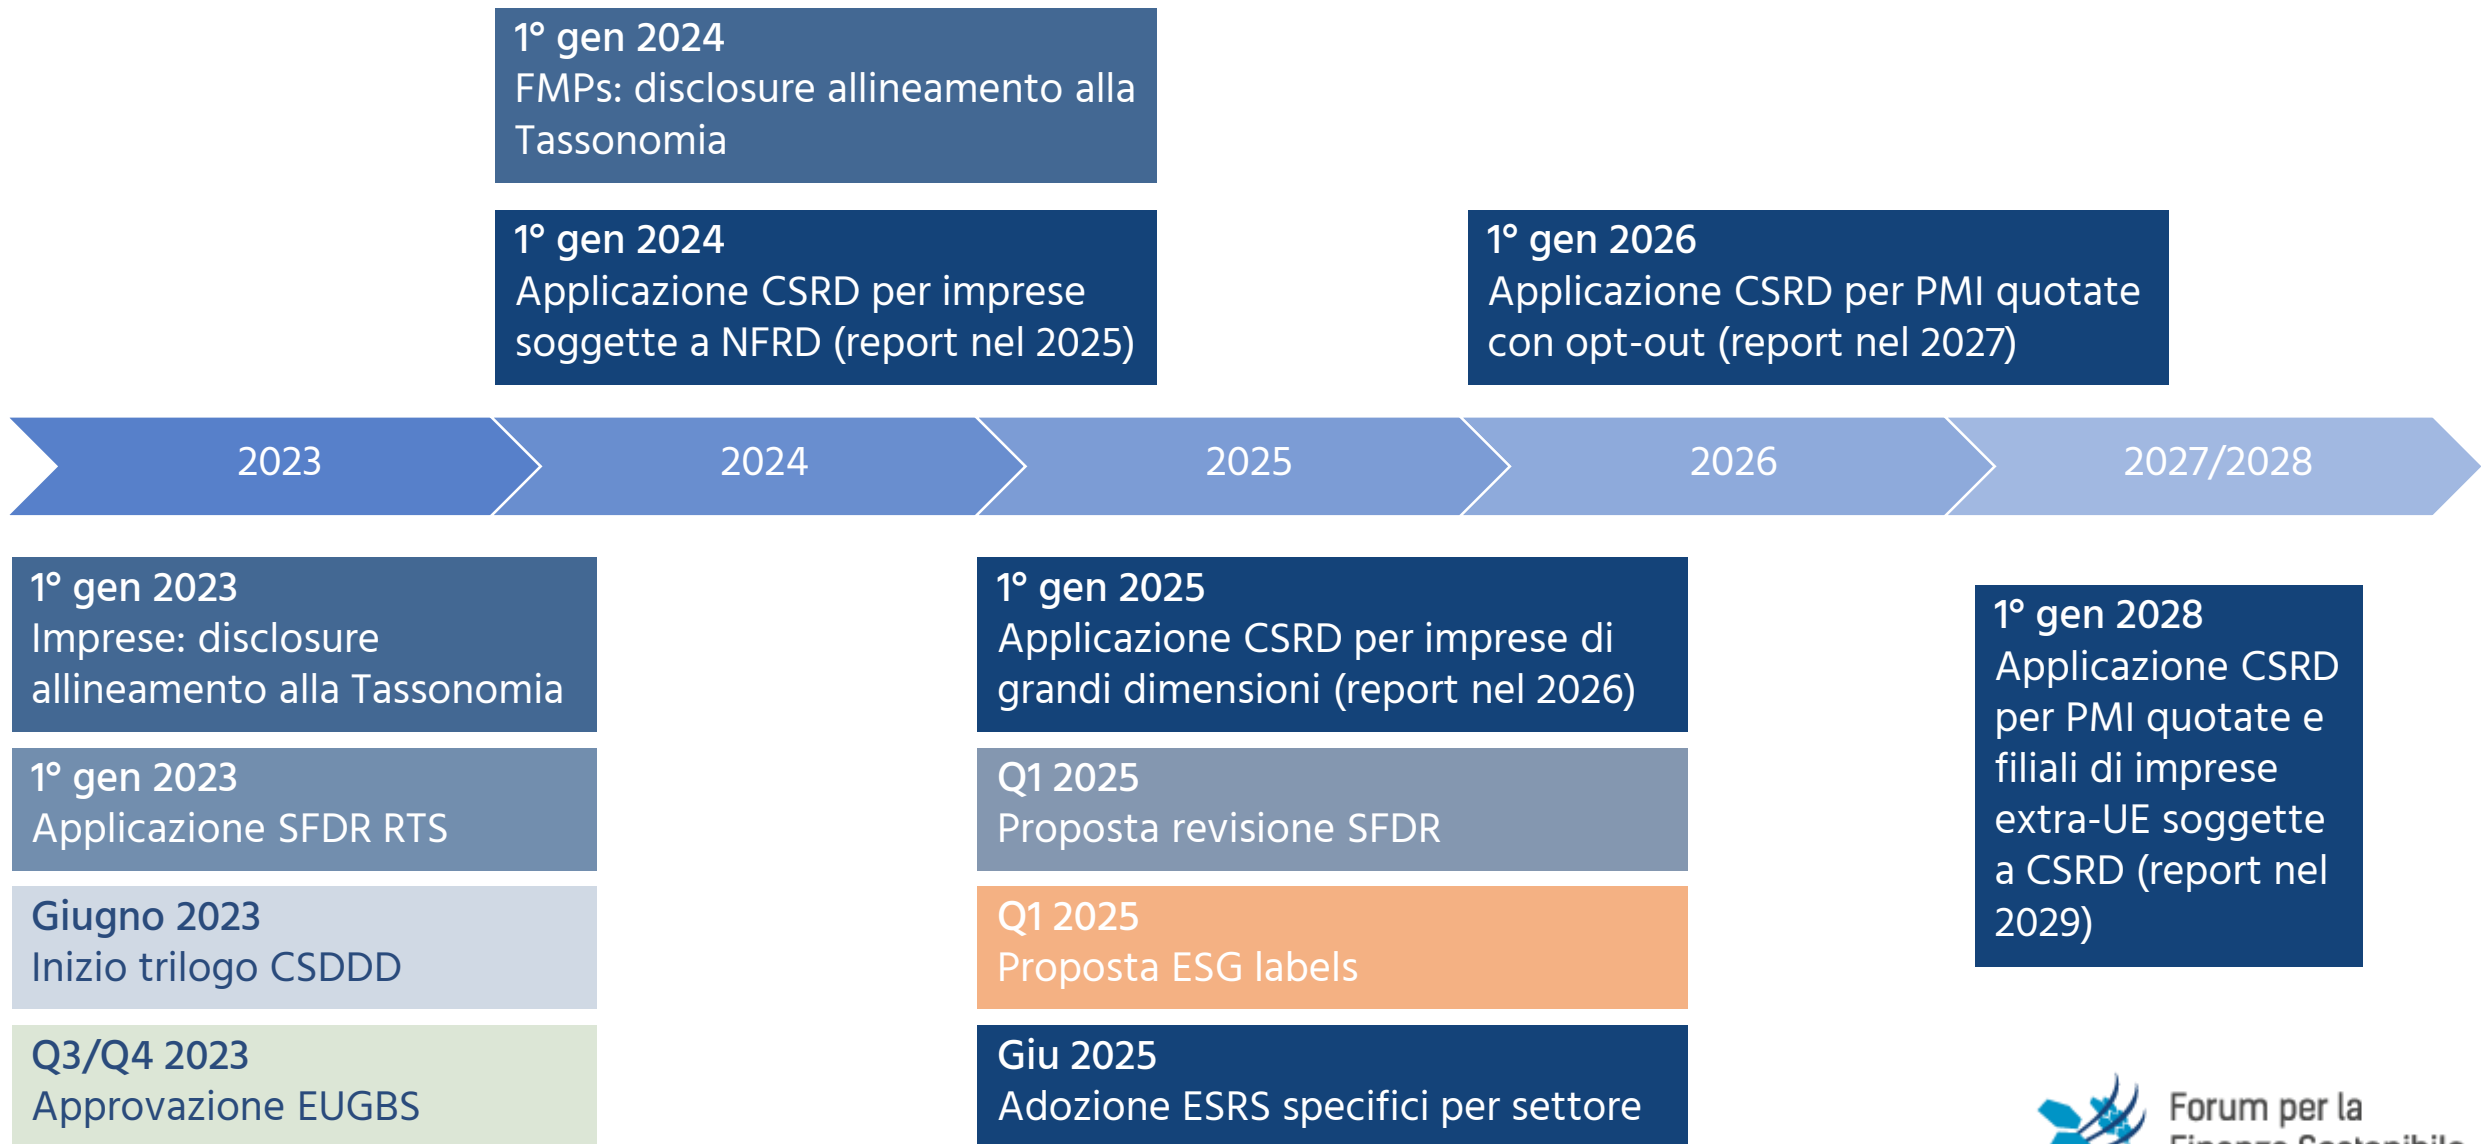 1° gen 2024
FMPs: disclosure allineamento alla
Tassonomia
1° gen 2024
Applicazione CSRD per imprese
soggette a NFRD (report nel 2025)
1° gen 2026
Applicazione CSRD per PMI quotate
con opt-out (report nel 2027)
2023
2024
2025
2026
2027/2028
1° gen 2023
Imprese: disclosure
allineamento alla Tassonomia
1° gen 2023
Applicazione SFDR RTS
Giugno 2023
Inizio trilogo CSDDD
Q3/Q4 2023
Approvazione EUGBS
1° gen 2025
Applicazione CSRD per imprese di
grandi dimensioni (report nel 2026)
Q1 2025
Proposta revisione SFDR
Q1 2025
Proposta ESG labels
Giu 2025
Adozione ESRS specifici per settore
1° gen 2028
Applicazione CSRD
per PMI quotate e
filiali di imprese
extra-UE soggette
a CSRD (report nel
2029)
Forum per la
Finanza Sostenibile